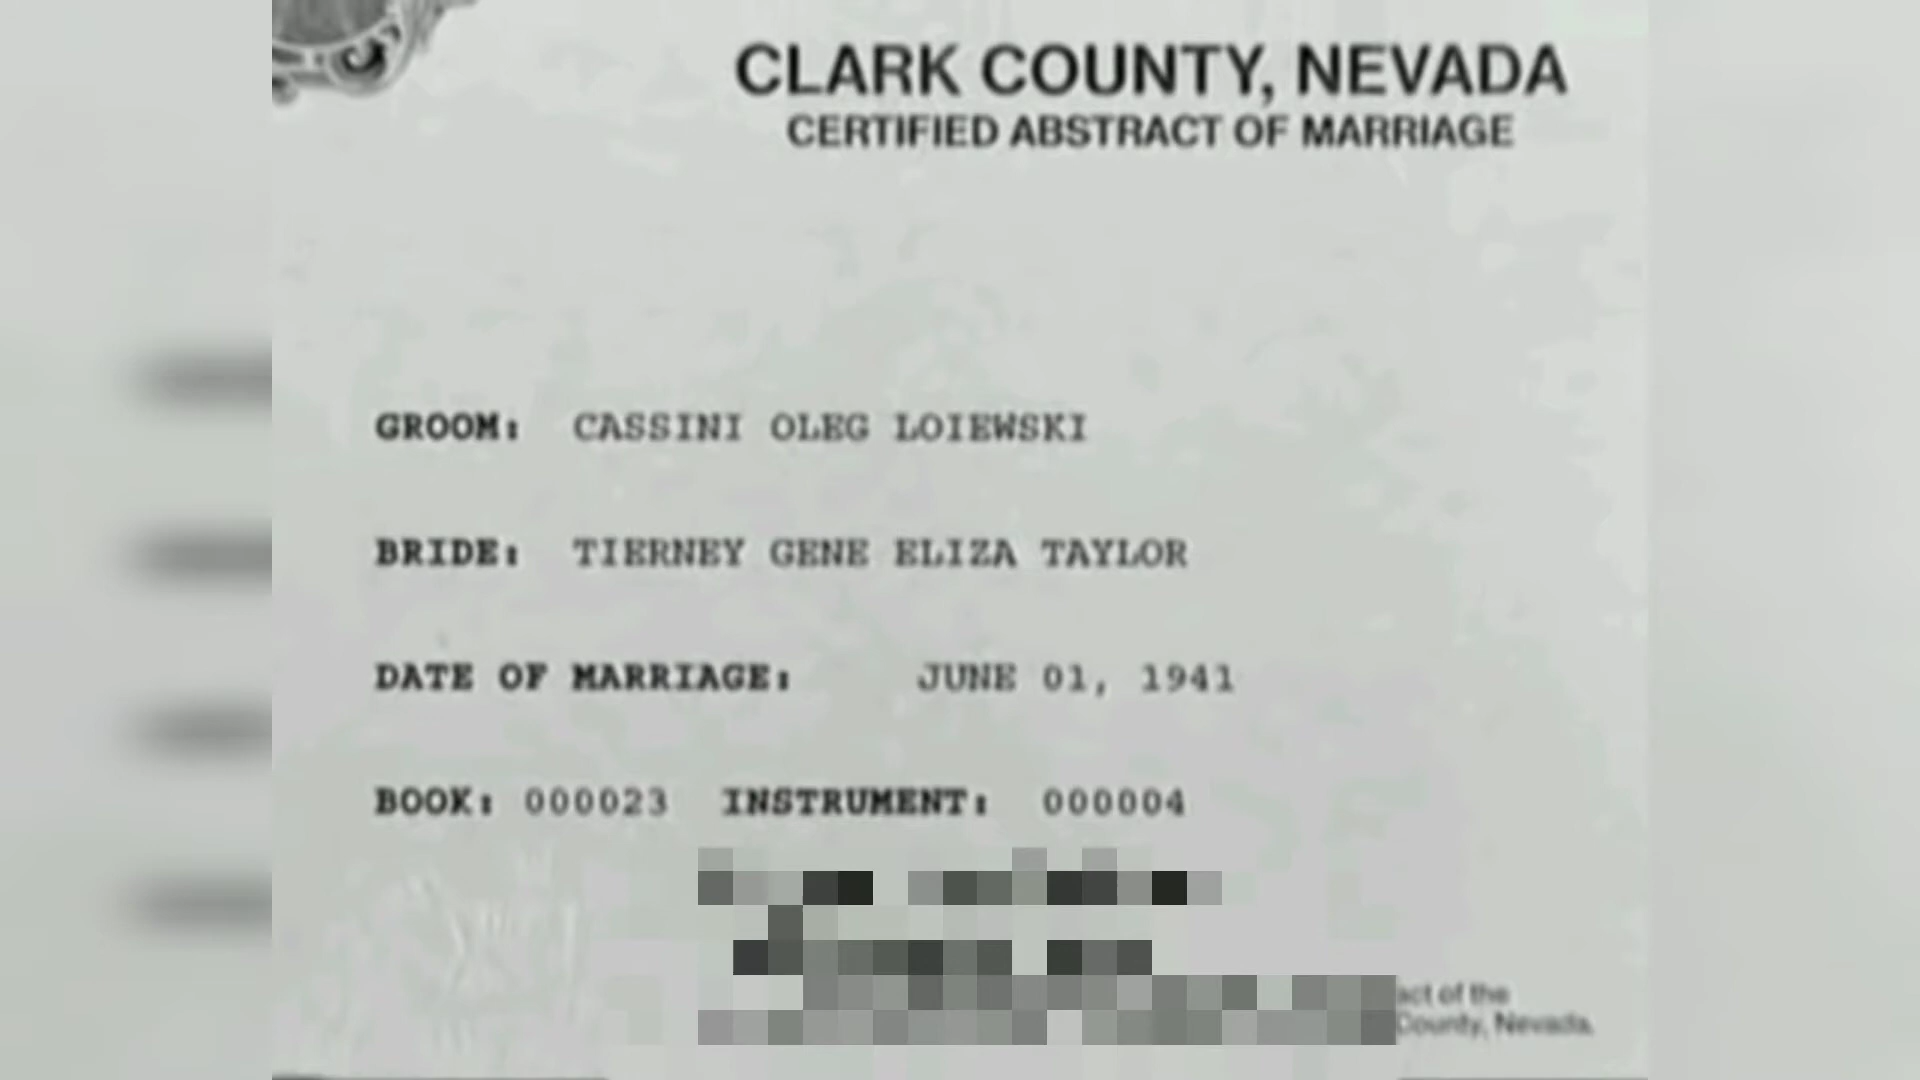 CLARK COUNTY, NEVADA
CERTIFIED ABSTRACT OF MARRIAGE
GROOM: CASSINI OLEG LOIEWSKI
BRIDE: TIERNEY GENE ELIZA TAYLOR
DATE OF MARRIAGE: JUNE 01, 1941
BOOK: 000023 INSTRUMENT: 000004
act of the
County, Nevada.